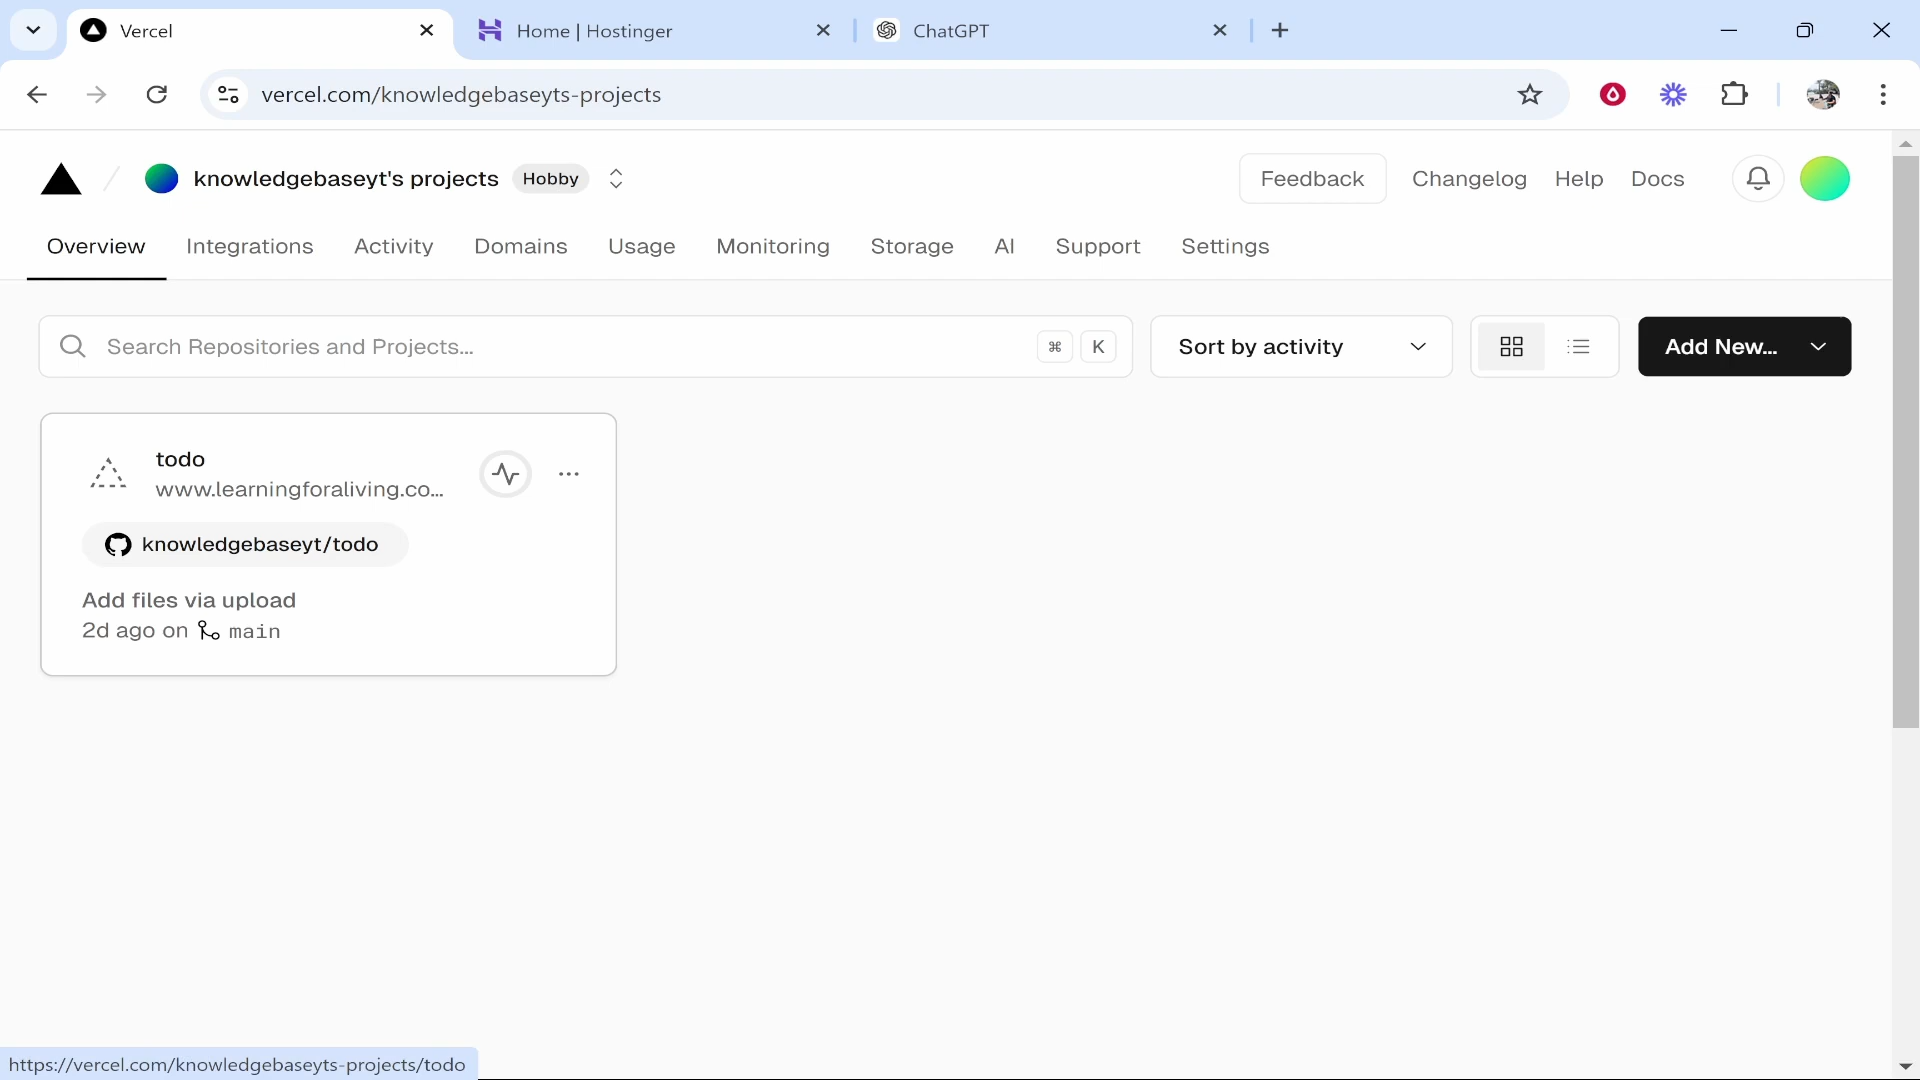 Vercel
Home | Hostinger
ChatGPT
vercel.com/knowledgebaseyts-projects
knowledgebaseyt's projects Hobby
Feedback Changelog Help Docs
Overview Integrations Activity Domains Usage Monitoring Storage AI Support Settings
Search Repositories and Projects... ⌘ K
Sort by activity
Add New...
todo
www.learningforaliving.co...
knowledgebaseyt/todo
Add files via upload
2d ago on main
https://vercel.com/knowledgebaseyts-projects/todo